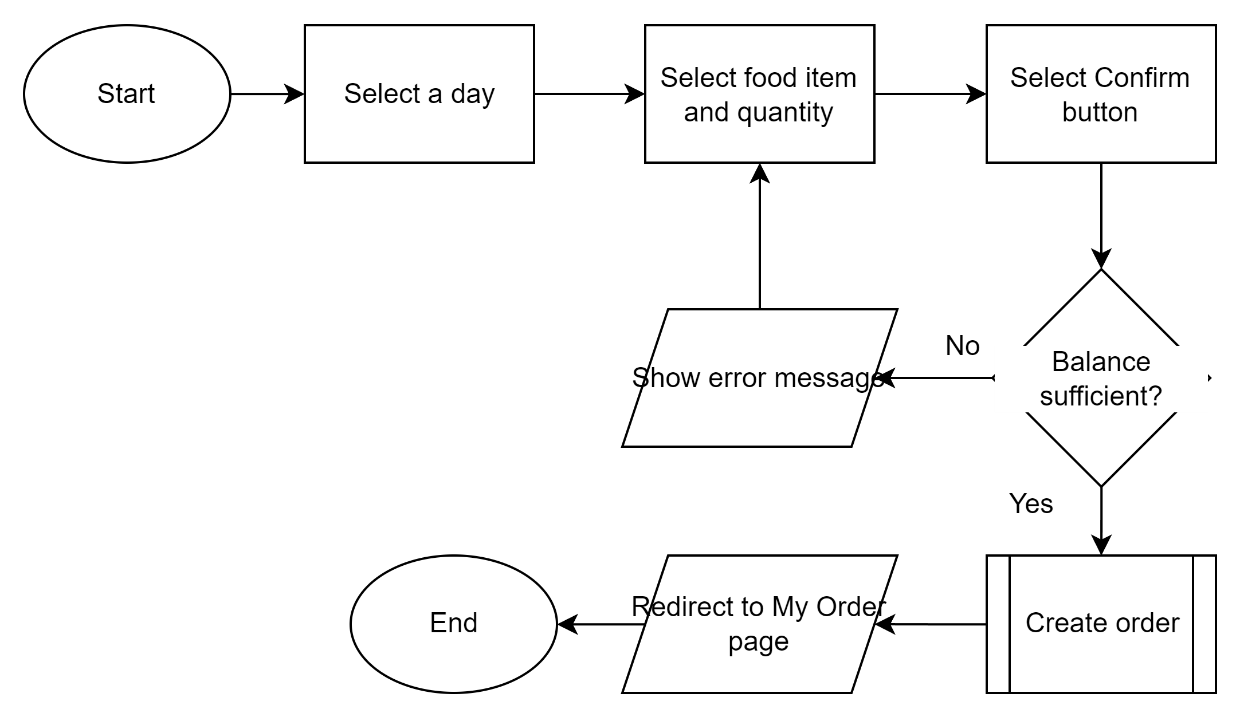 Start
Select a day
Select food item
and quantity
Select Confirm
button
Balance
sufficient?
No
Show error message
Yes
Create order
Redirect to My Order
page
End